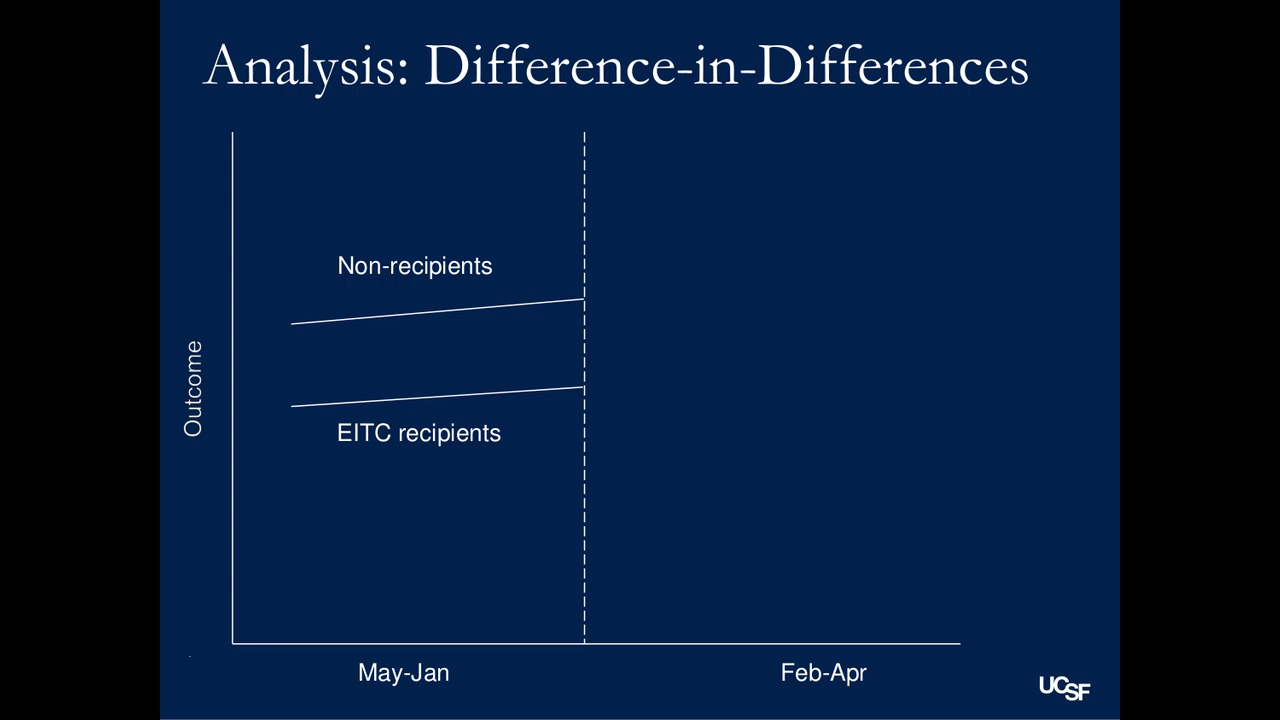 Analysis: Difference-in-Differences
Non-recipients
Outcome
EITC recipients
May-Jan
Feb-Apr
UCSF